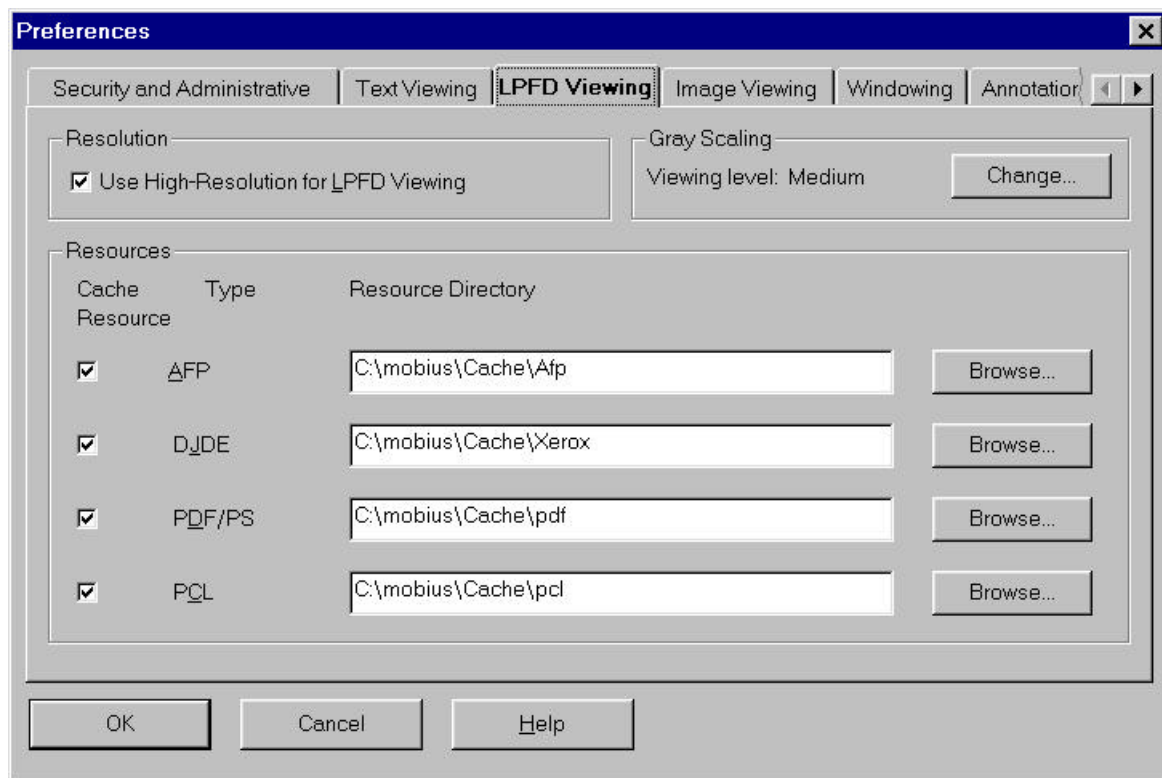 Preferences
Security and Administrative Text Viewing LPFD Viewing Image Viewing Windowing Annotation
Resolution
Use High-Resolution for LPFD Viewing
Gray Scaling
Viewing level: Medium Change...
Resources
Cache Type Resource Directory
Resource
AFP C:\mobius\Cache\Afp Browse...
DJDE C:\mobius\Cache\Xerox Browse...
PDF/PS C:\mobius\Cache\pdf Browse...
PCL C:\mobius\Cache\pcl Browse...
OK Cancel Help